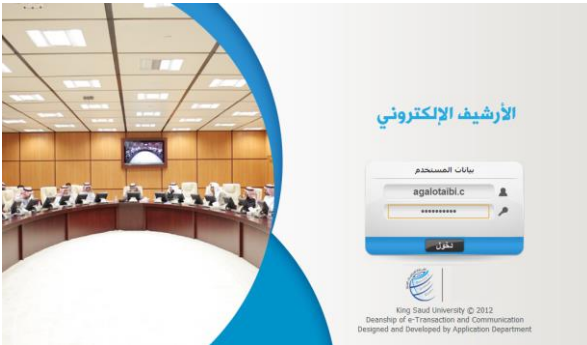 الأرشيف الإلكتروني
بيانات المستخدم
agalotaibi.c
**********
دخول
King Saud University © 2012
Deanship of e-Transaction and Communication
Designed and Developed by Application Department